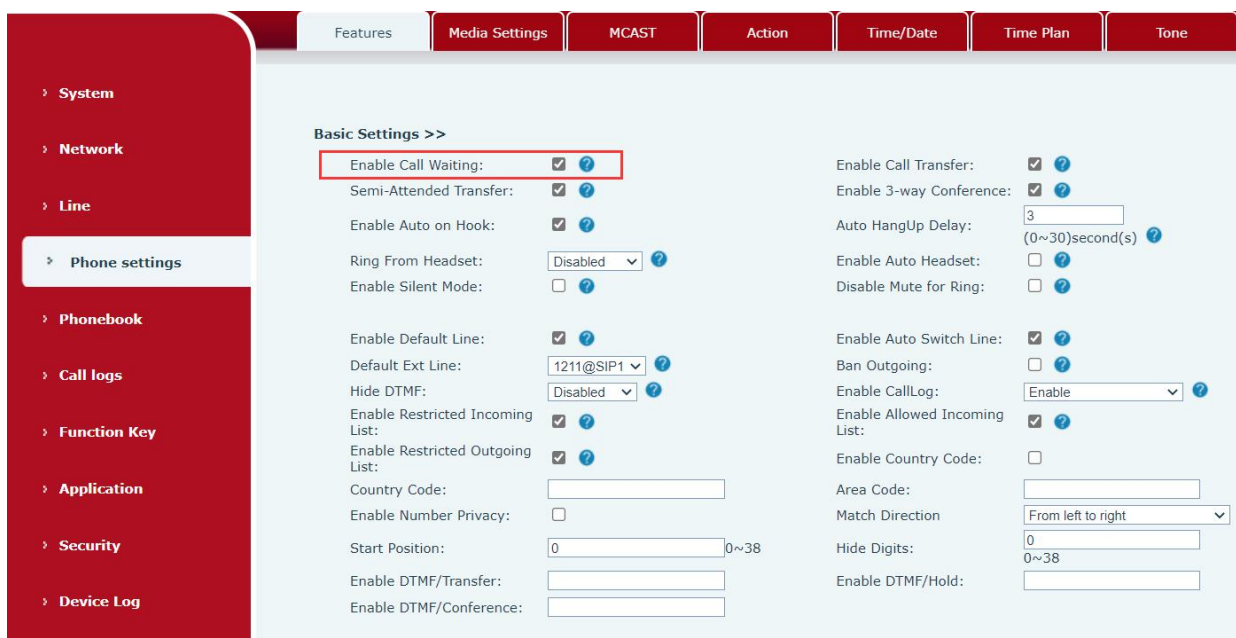 Features
Media Settings
MCAST
Action
Time/Date
Time Plan
Tone
System
Network
Line
Phone settings
Phonebook
Call logs
Function Key
Application
Security
Device Log
Basic Settings >>
Enable Call Waiting:
Enable Call Transfer:
Semi-Attended Transfer:
Enable 3-way Conference:
Enable Auto on Hook:
Auto HangUp Delay:
3
(0~30)second(s)
Ring From Headset:
Disabled
Enable Auto Headset:
Enable Silent Mode:
Disable Mute for Ring:
Enable Default Line:
Enable Auto Switch Line:
Default Ext Line:
1211@SIP1
Ban Outgoing:
Hide DTMF:
Disabled
Enable CallLog:
Enable
Enable Restricted Incoming
List:
Enable Allowed Incoming
List:
Enable Restricted Outgoing
List:
Enable Country Code:
Country Code:
Area Code:
Enable Number Privacy:
Match Direction
From left to right
Start Position:
0
0~38
Hide Digits:
0
0~38
Enable DTMF/Transfer:
Enable DTMF/Hold:
Enable DTMF/Conference: